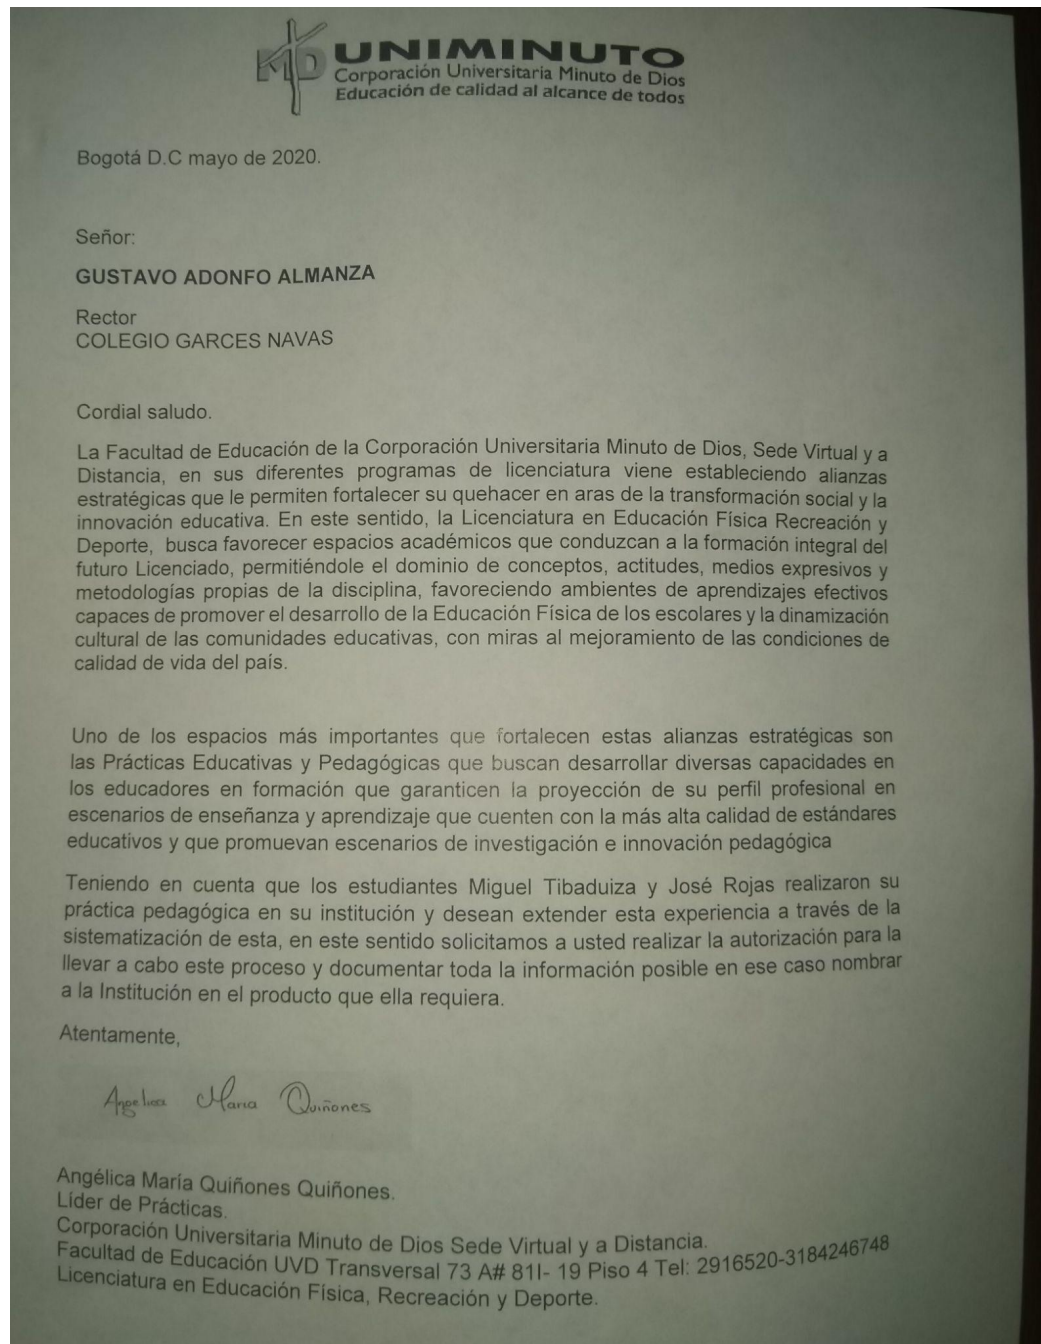 MD UNIMINUTO
Corporación Universitaria Minuto de Dios
Educación de calidad al alcance de todos
Bogotá D.C mayo de 2020.
Señor:
GUSTAVO ADONFO ALMANZA
Rector
COLEGIO GARCES NAVAS
Cordial saludo.
La Facultad de Educación de la Corporación Universitaria Minuto de Dios, Sede Virtual y a
Distancia, en sus diferentes programas de licenciatura viene estableciendo alianzas
estratégicas que le permiten fortalecer su quehacer en aras de la transformación social y la
innovación educativa. En este sentido, la Licenciatura en Educación Física Recreación y
Deporte, busca favorecer espacios académicos que conduzcan a la formación integral del
futuro Licenciado, permitiéndole el dominio de conceptos, actitudes, medios expresivos y
metodologías propias de la disciplina, favoreciendo ambientes de aprendizajes efectivos
capaces de promover el desarrollo de la Educación Física de los escolares y la dinamización
cultural de las comunidades educativas, con miras al mejoramiento de las condiciones de
calidad de vida del país.
Uno de los espacios más importantes que fortalecen estas alianzas estratégicas son
las Prácticas Educativas y Pedagógicas que buscan desarrollar diversas capacidades en
los educadores en formación que garanticen la proyección de su perfil profesional en
escenarios de enseñanza y aprendizaje que cuenten con la más alta calidad de estándares
educativos y que promuevan escenarios de investigación e innovación pedagógica
Teniendo en cuenta que los estudiantes Miguel Tibaduiza y José Rojas realizaron su
práctica pedagógica en su institución y desean extender esta experiencia a través de la
sistematización de esta, en este sentido solicitamos a usted realizar la autorización para la
llevar a cabo este proceso y documentar toda la información posible en ese caso nombrar
a la Institución en el producto que ella requiera.
Atentamente,
Angelica Maria Quiñones
Angélica María Quiñones Quiñones.
Líder de Prácticas.
Corporación Universitaria Minuto de Dios Sede Virtual y a Distancia.
Facultad de Educación UVD Transversal 73 A# 81I- 19 Piso 4 Tel: 2916520-3184246748
Licenciatura en Educación Física, Recreación y Deporte.